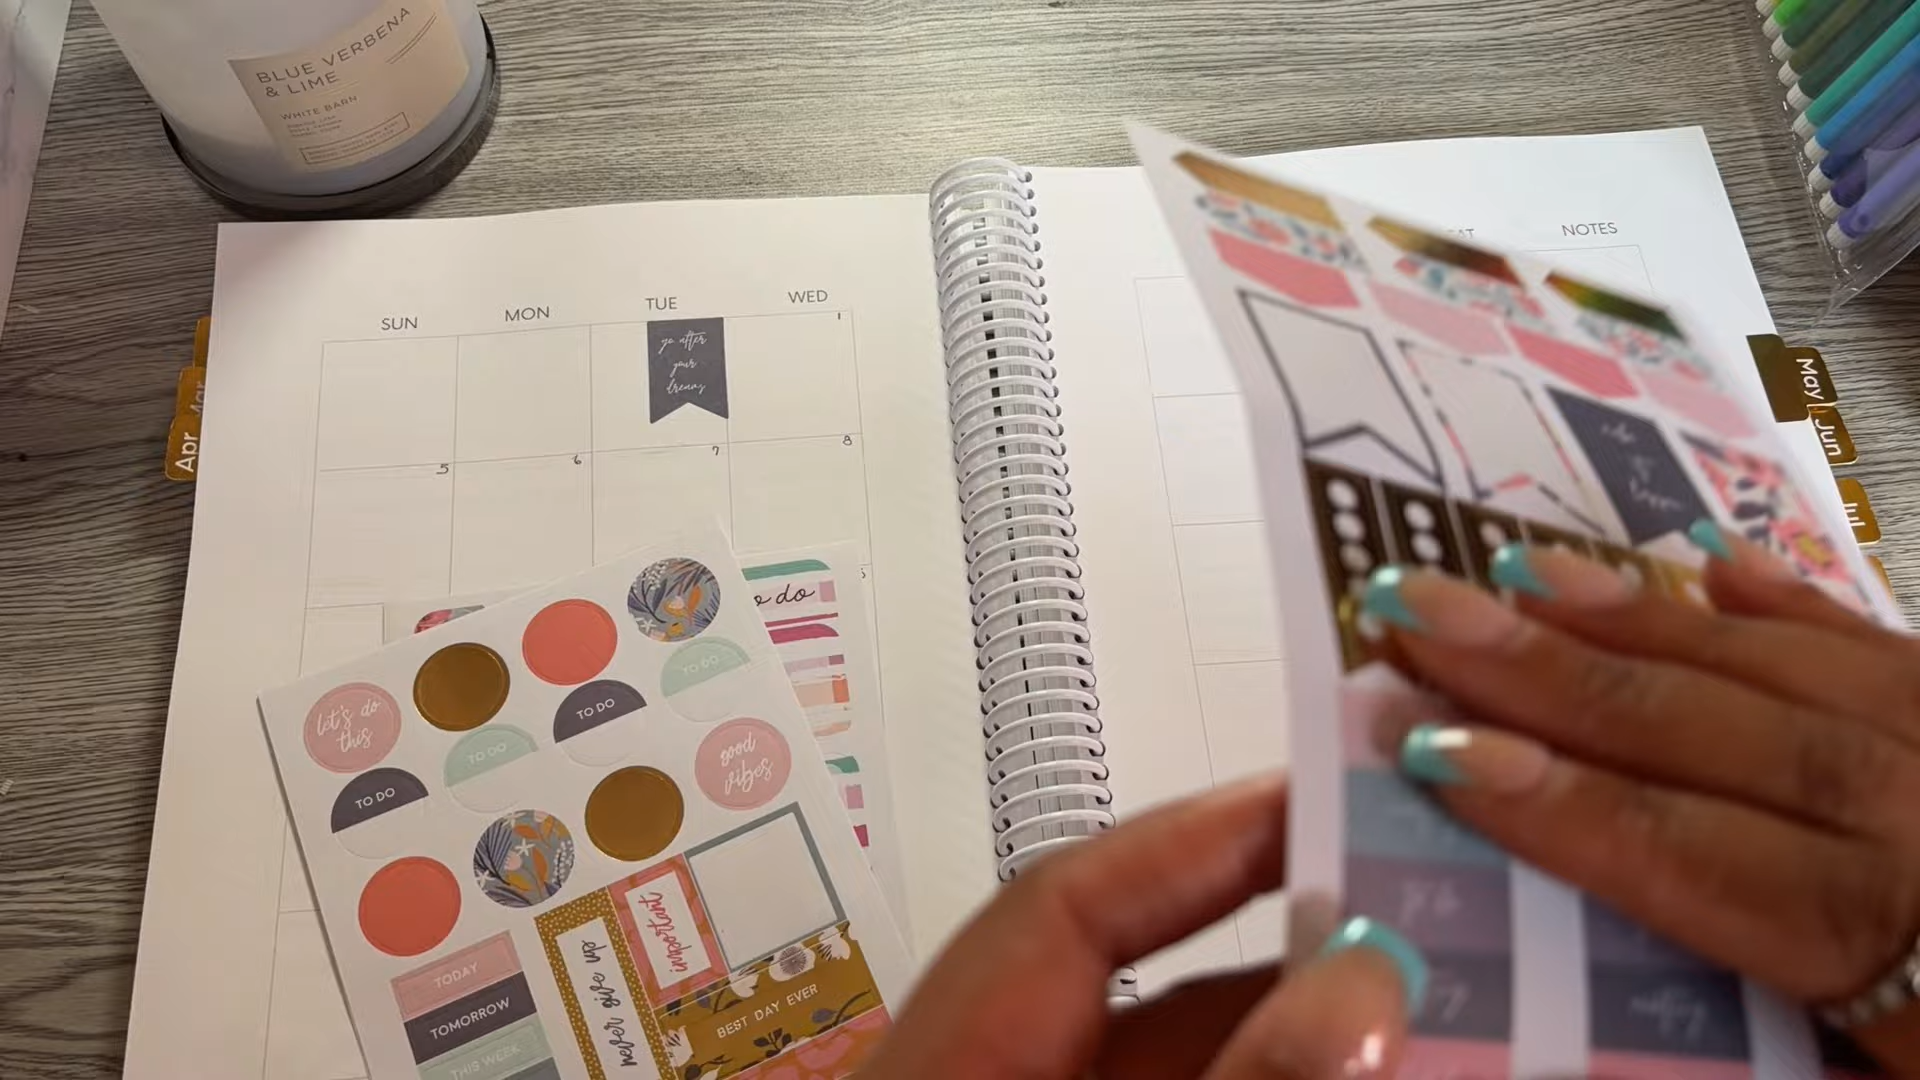 BLUE VERBENA
& LIME
WHITE BARN
SUN
MON
TUE
WED
SAT
NOTES
1
go after
your
dreams
5
6
7
8
Apr
May
Jun
Jul
do
let's do
this
TO DO
TO DO
TO DO
TO DO
good
vibes
TODAY
TOMORROW
THIS WEEK
never give up
important
BEST DAY EVER